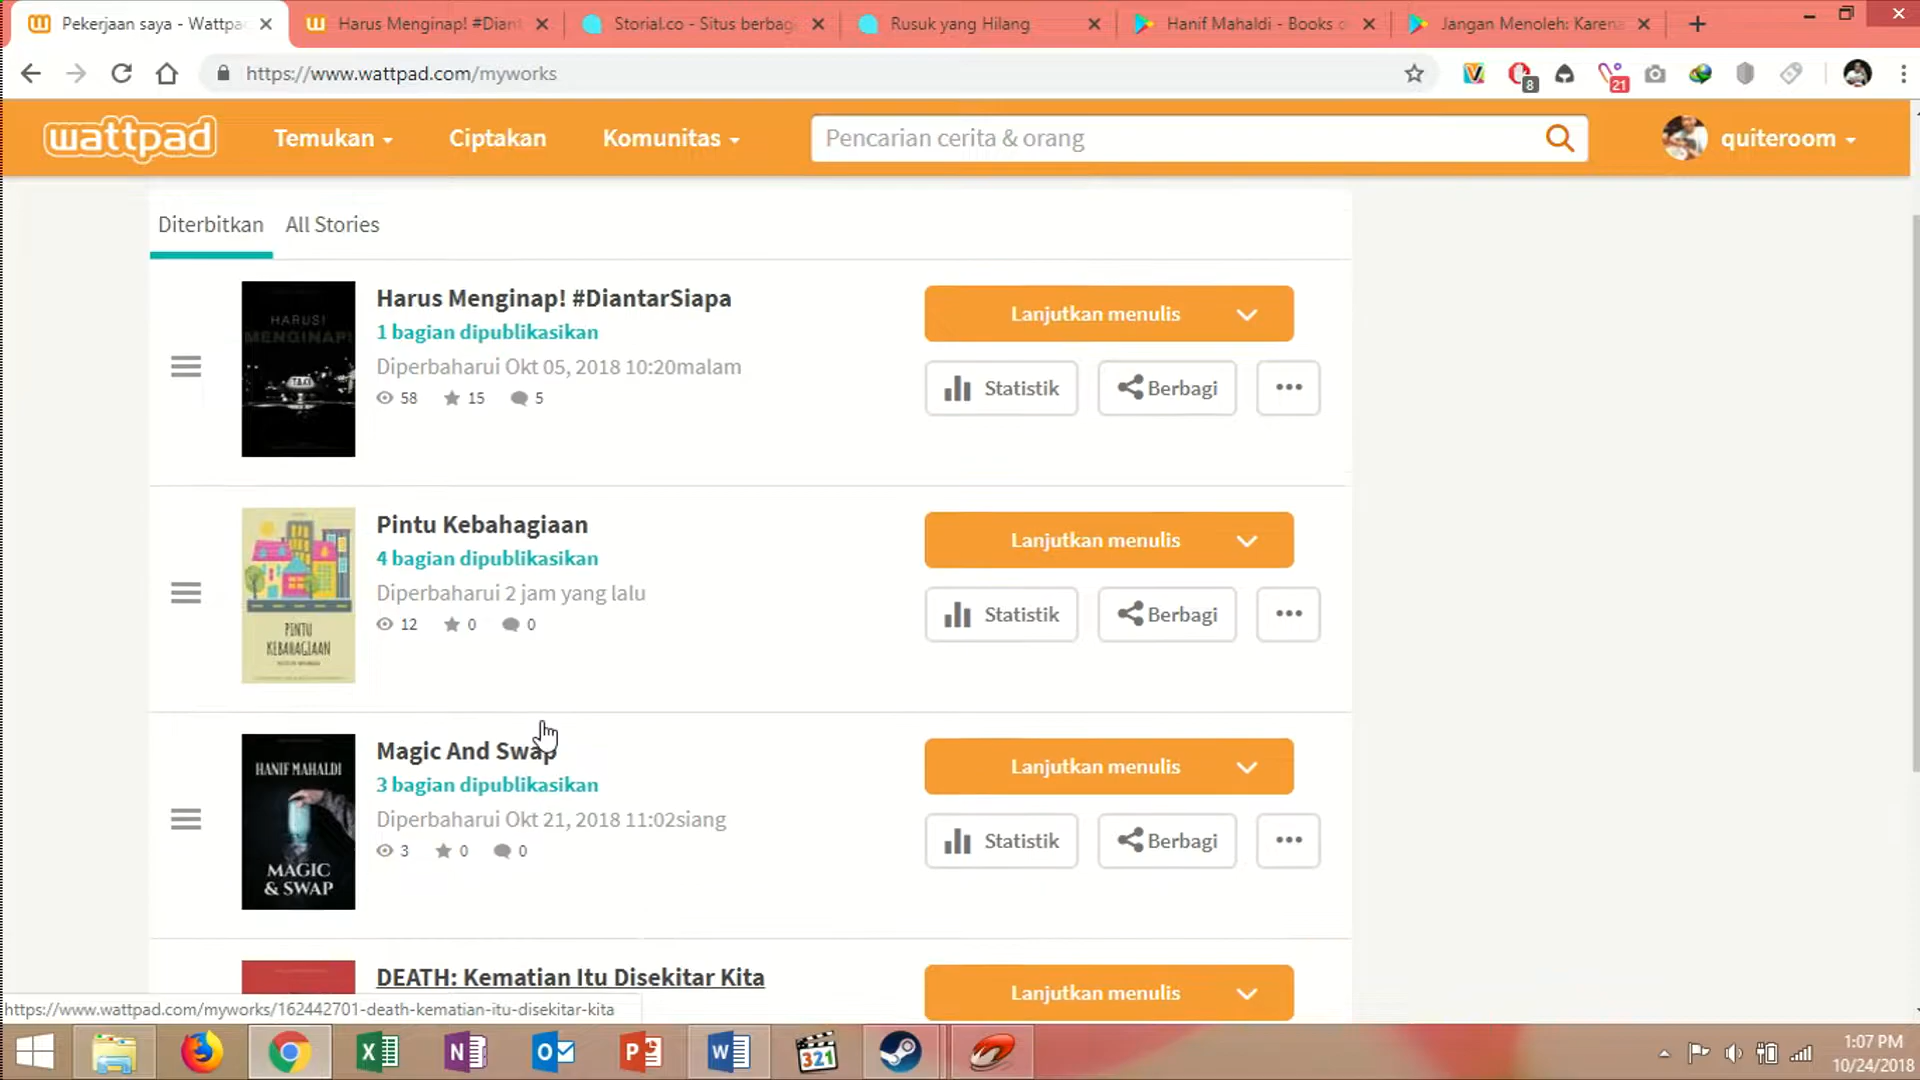 Pekerjaan saya - Wattpa
Harus Menginap! #Diant
Storial.co - Situs berbag
Rusuk yang Hilang
Hanif Mahaldi - Books o
Jangan Menoleh: Karena
https://www.wattpad.com/myworks
8
21
wattpad
Temukan
Ciptakan
Komunitas
Pencarian cerita & orang
quiteroom
Diterbitkan
All Stories
HARUS!
MENGINAP!
TAXI
Harus Menginap! #DiantarSiapa
1 bagian dipublikasikan
Diperbaharui Okt 05, 2018 10:20malam
58 15 5
Lanjutkan menulis
Statistik
Berbagi
PINTU
KEBAHAGIAAN
Pintu Kebahagiaan
4 bagian dipublikasikan
Diperbaharui 2 jam yang lalu
12 0 0
Lanjutkan menulis
Statistik
Berbagi
HANIF MAHALDI
MAGIC
& SWAP
Magic And Swap
3 bagian dipublikasikan
Diperbaharui Okt 21, 2018 11:02siang
3 0 0
Lanjutkan menulis
Statistik
Berbagi
DEATH: Kematian Itu Disekitar Kita
Lanjutkan menulis
https://www.wattpad.com/myworks/162442701-death-kematian-itu-disekitar-kita
321
1:07 PM
10/24/2018